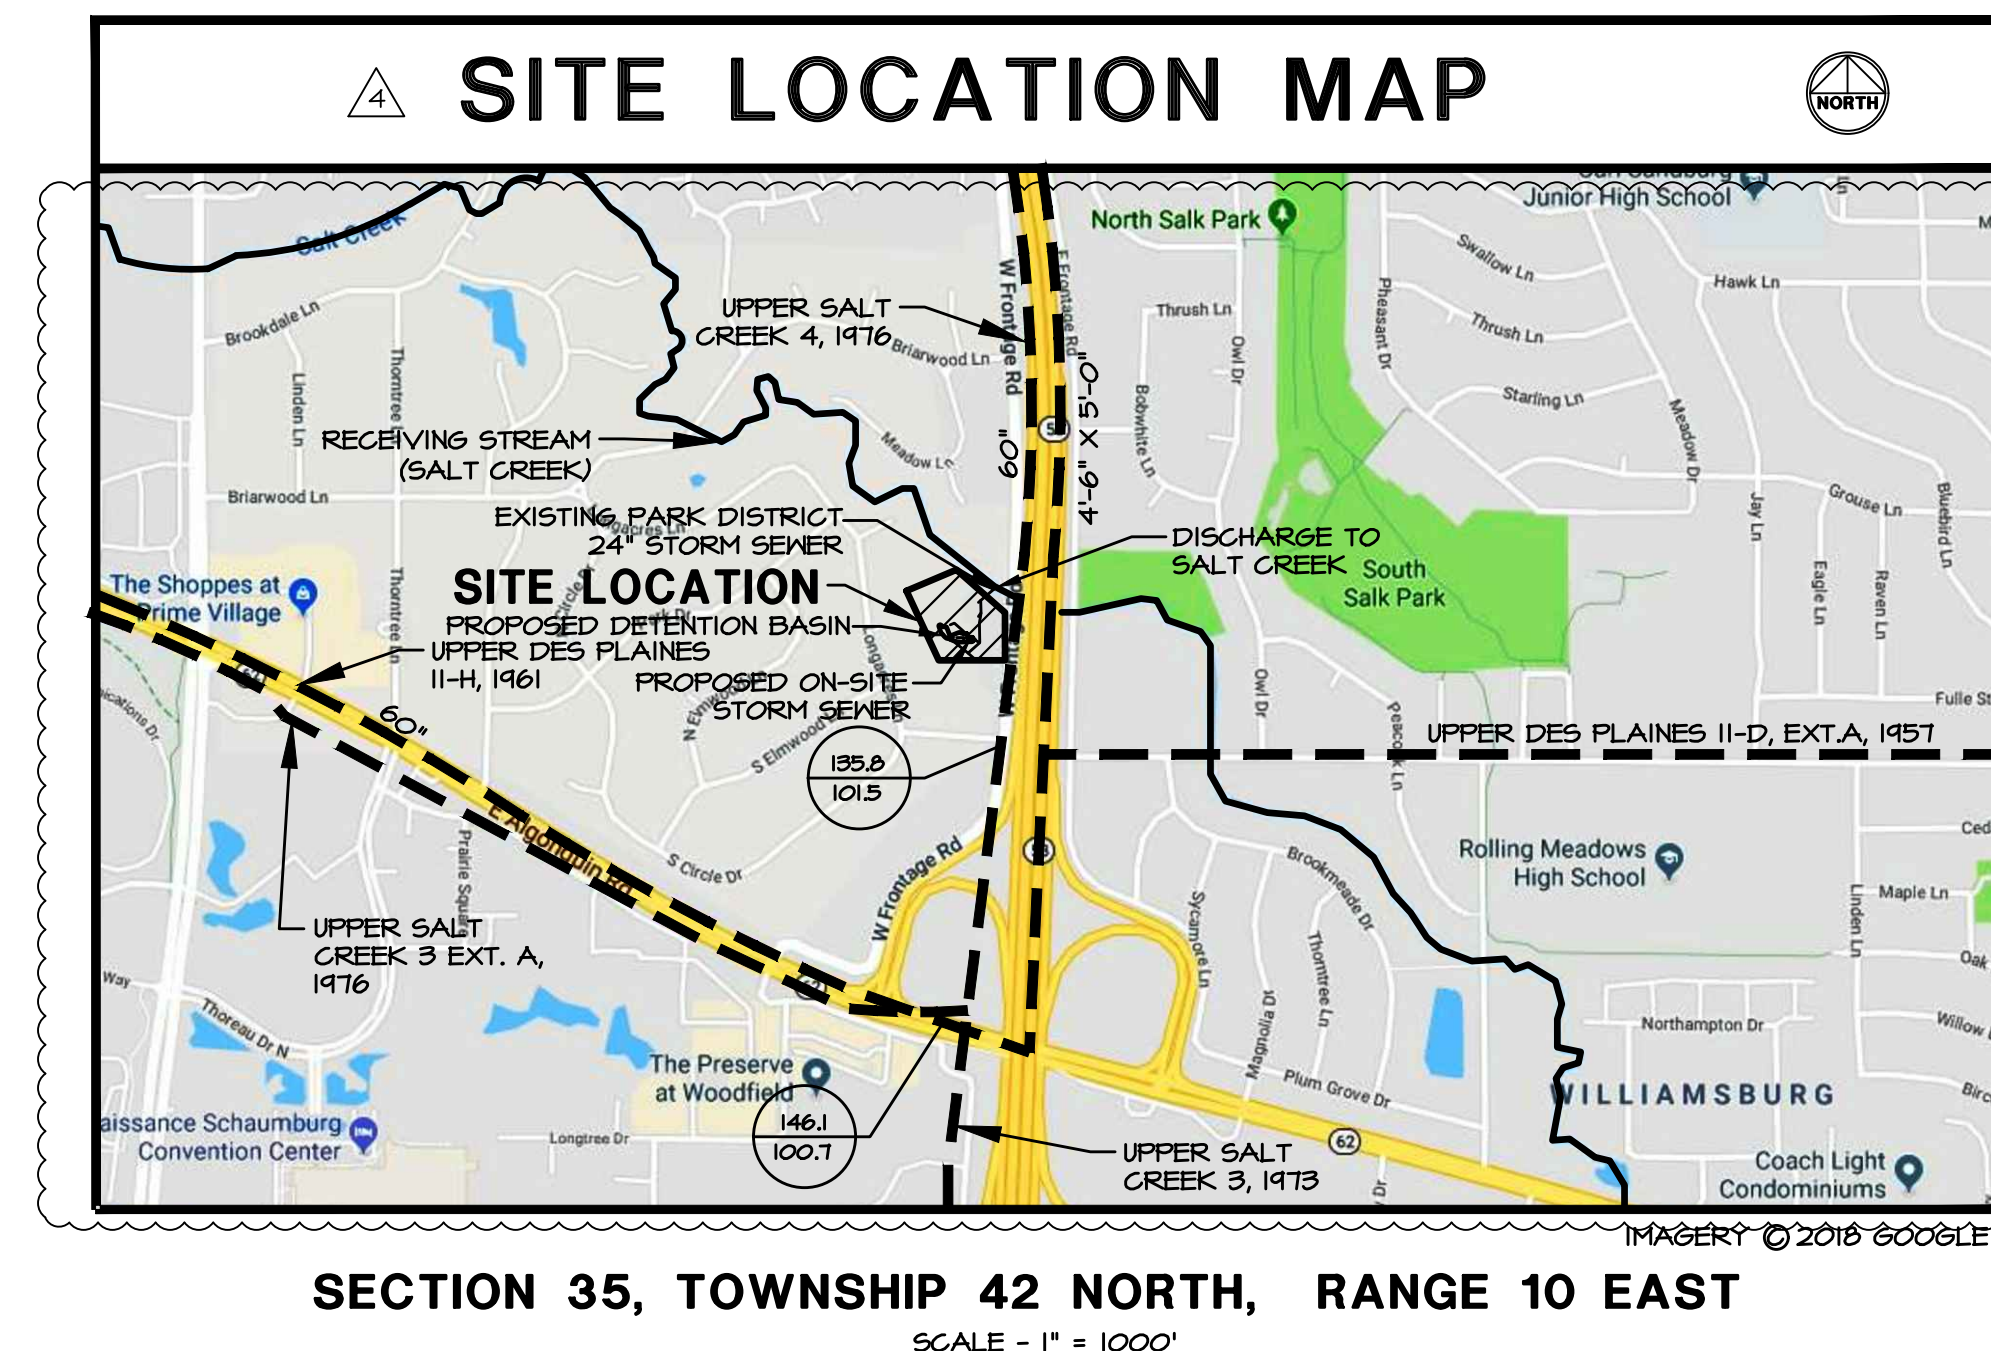 4
SITE LOCATION MAP
NORTH
Salt Creek
North Salk Park
Junior High School
Swallow Ln
Hawk Ln
Brookdale Ln
UPPER SALT
CREEK 4, 1976
W Frontage Rd
E Frontage Rd
Thrush Ln
Pheasant Dr
Thrush Ln
Owl Dr
Briarwood Ln
Linden Ln
Thorntree Ln
Bobwhite Ln
Starling Ln
Meadow Dr
RECEIVING STREAM
(SALT CREEK)
60"
4'-6" X 5'-0"
Meadow Ln
Briarwood Ln
Grouse Ln
Jay Ln
Bluebird Ln
EXISTING PARK DISTRICT
24" STORM SEWER
DISCHARGE TO
SALT CREEK
South
Salk Park
Eagle Ln
Raven Ln
The Shoppes at
Prime Village
Thorntree Ln
SITE LOCATION
PROPOSED DETENTION BASIN
UPPER DES PLAINES
11-H, 1961
PROPOSED ON-SITE
STORM SEWER
60"
N Elmwood
S Elmwood Ln
Owl Dr
Peacock Ln
Fulle St
UPPER DES PLAINES 11-D, EXT.A, 1957
135.8
101.5
53
E Algonquin Rd
Prairie Square
S Circle Dr
W Frontage Rd
Rolling Meadows
High School
Brookmeade Dr
Sycamore Ln
Thorntree Ln
Magnolia Dr
Linden Ln
Maple Ln
Oak
UPPER SALT
CREEK 3 EXT. A,
1976
62
Way
Thoreau Dr N
Northampton Dr
Willow
The Preserve
at Woodfield
146.1
100.7
Plum Grove Dr
WILLIAMSBURG
aissance Schaumburg
Convention Center
Longtree Dr
UPPER SALT
CREEK 3, 1973
62
Coach Light
Condominiums
IMAGERY © 2018 GOOGLE
SECTION 35, TOWNSHIP 42 NORTH, RANGE 10 EAST
SCALE - 1" = 1000'